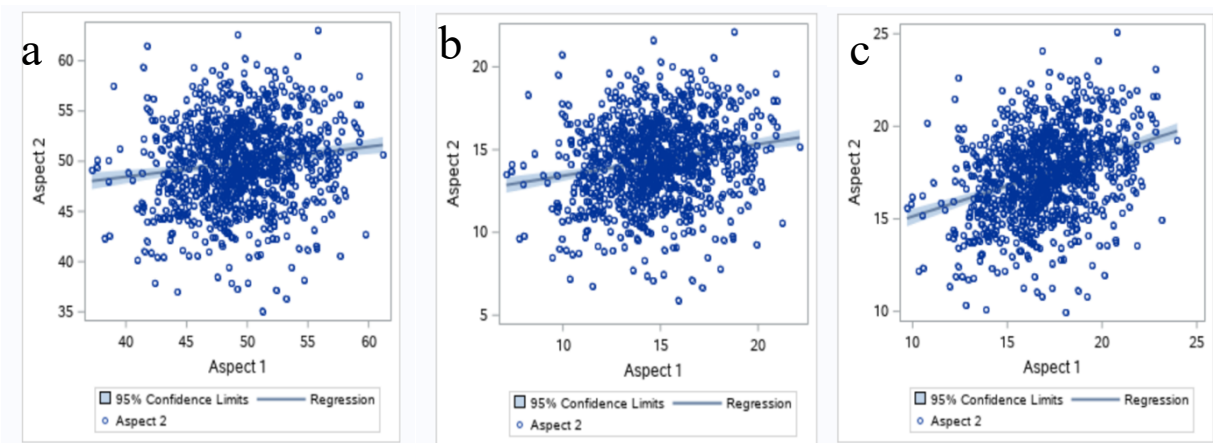 a
60
55
50
45
40
35
Aspect 2
40 45 50 55 60
Aspect 1
95% Confidence Limits Regression
Aspect 2
b
20
15
10
5
Aspect 2
10 15 20
Aspect 1
95% Confidence Limits Regression
Aspect 2
c
25
20
15
10
Aspect 2
10 15 20 25
Aspect 1
95% Confidence Limits Regression
Aspect 2